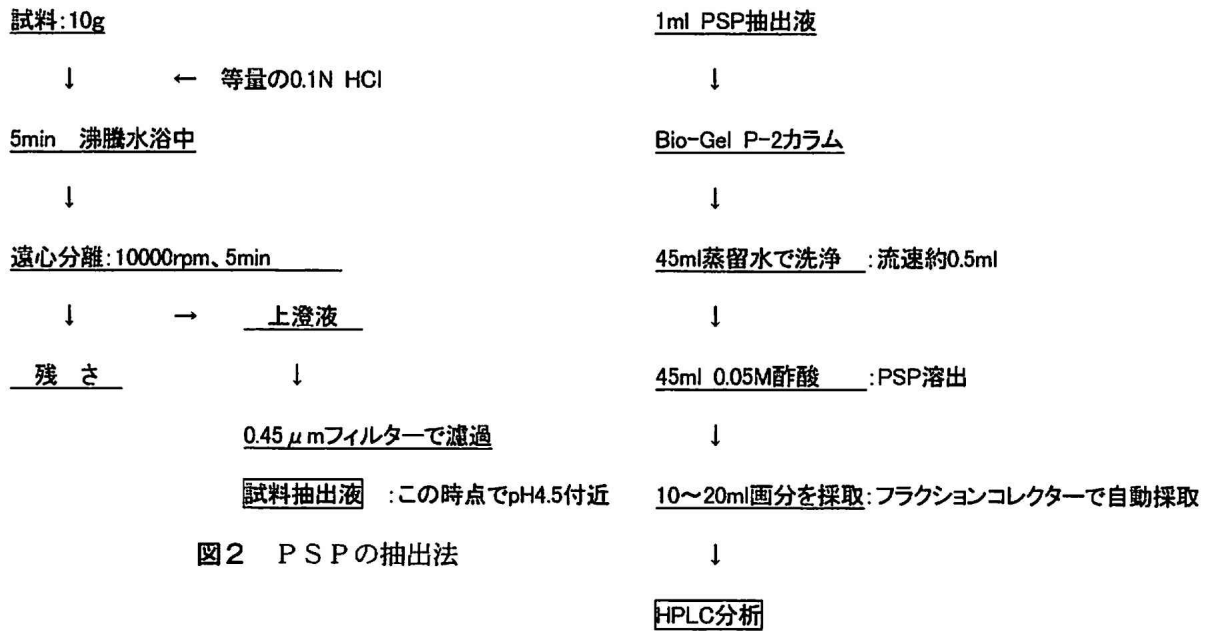 試料:10g
↓ ← 等量の0.1N HCl
5min 沸騰水浴中
↓
遠心分離:10000rpm、5min
↓ → 上澄液
残 さ ↓
0.45μmフィルターで濾過
試料抽出液 :この時点でpH4.5付近
図2 PSPの抽出法
1ml PSP抽出液
↓
Bio-Gel P-2カラム
↓
45ml蒸留水で洗浄 :流速約0.5ml
↓
45ml 0.05M酢酸 :PSP溶出
↓
10〜20ml画分を採取:フラクションコレクターで自動採取
↓
HPLC分析